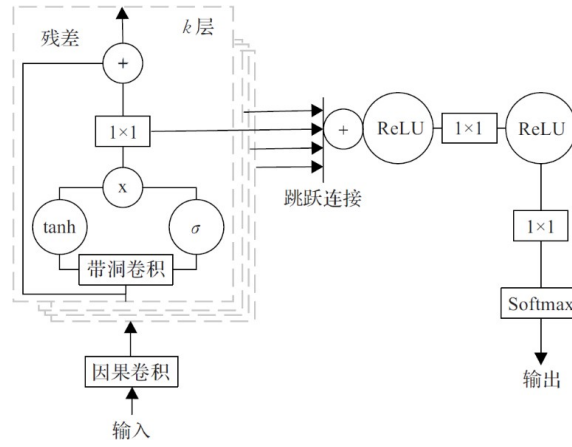 残差
k 层
+
1×1
x
tanh
σ
带洞卷积
因果卷积
输入
跳跃连接
+
ReLU
1×1
ReLU
1×1
Softmax
输出